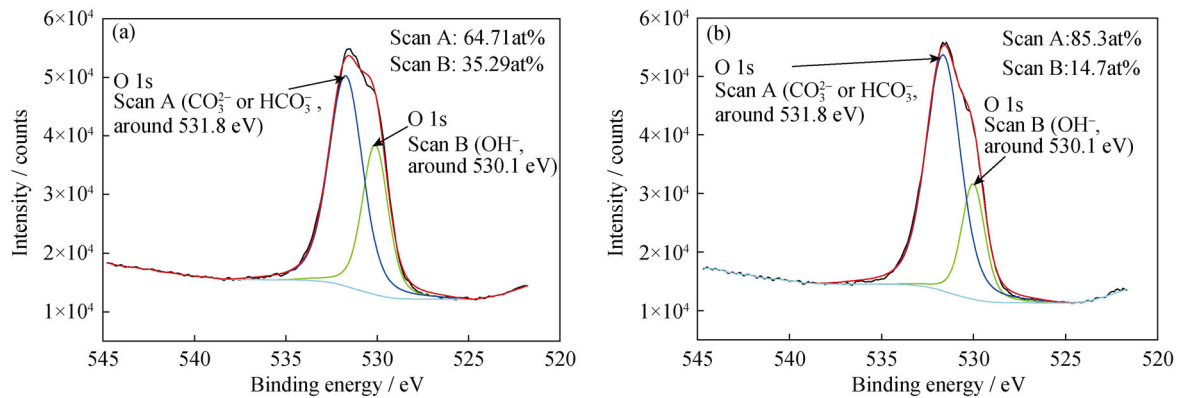 (a)
Scan A: 64.71at%
Scan B: 35.29at%
O 1s
Scan A (CO₃²⁻ or HCO₃⁻,
around 531.8 eV)
O 1s
Scan B (OH⁻,
around 530.1 eV)
6×10⁴
5×10⁴
4×10⁴
3×10⁴
2×10⁴
1×10⁴
Intensity / counts
545 540 535 530 525 520
Binding energy / eV
(b)
Scan A:85.3at%
Scan B:14.7at%
O 1s
Scan A (CO₃²⁻ or HCO₃⁻,
around 531.8 eV)
O 1s
Scan B (OH⁻,
around 530.1 eV)
6×10⁴
5×10⁴
4×10⁴
3×10⁴
2×10⁴
1×10⁴
Intensity / counts
545 540 535 530 525 520
Binding energy / eV